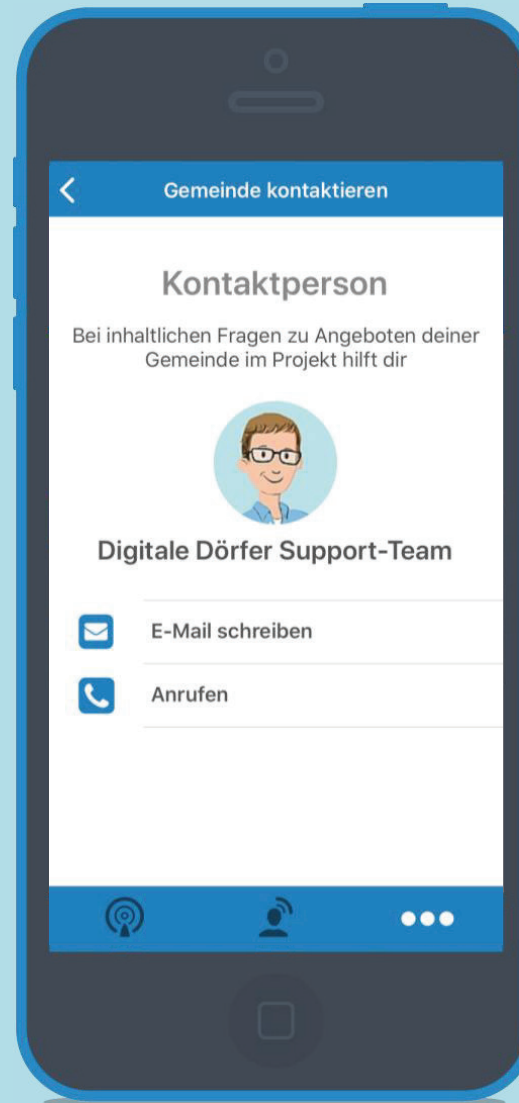 Gemeinde kontaktieren
Kontaktperson
Bei inhaltlichen Fragen zu Angeboten deiner
Gemeinde im Projekt hilft dir
Digitale Dörfer Support-Team
E-Mail schreiben
Anrufen